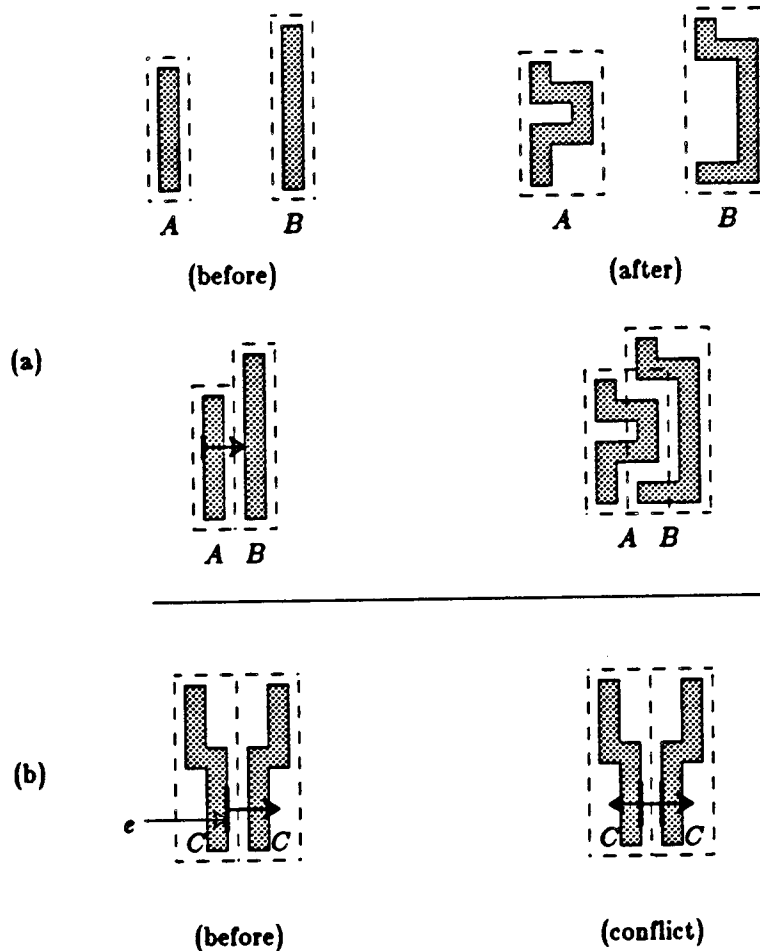 A B A B
(before) (after)
(a)
A B A B
(b)
e C C C C
(before) (conflict)